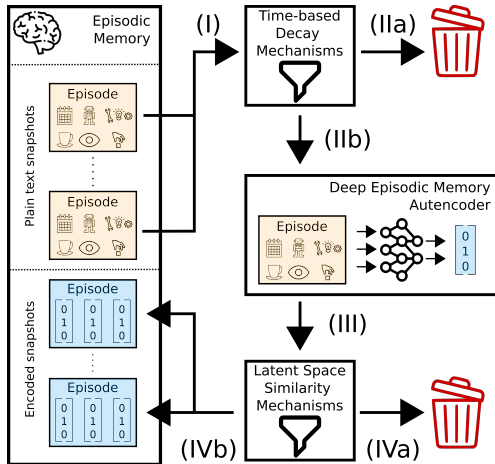 Episodic
Memory
Plain text snapshots
Episode
Episode
Encoded snapshots
Episode
0 0 0
1 1 1
0 0 0
Episode
0 0 0
1 1 1
0 0 0
(I)
Time-based
Decay
Mechanisms
(IIa)
(IIb)
Deep Episodic Memory
Autencoder
Episode
0
1
0
(III)
Latent Space
Similarity
Mechanisms
(IVb)
(IVa)